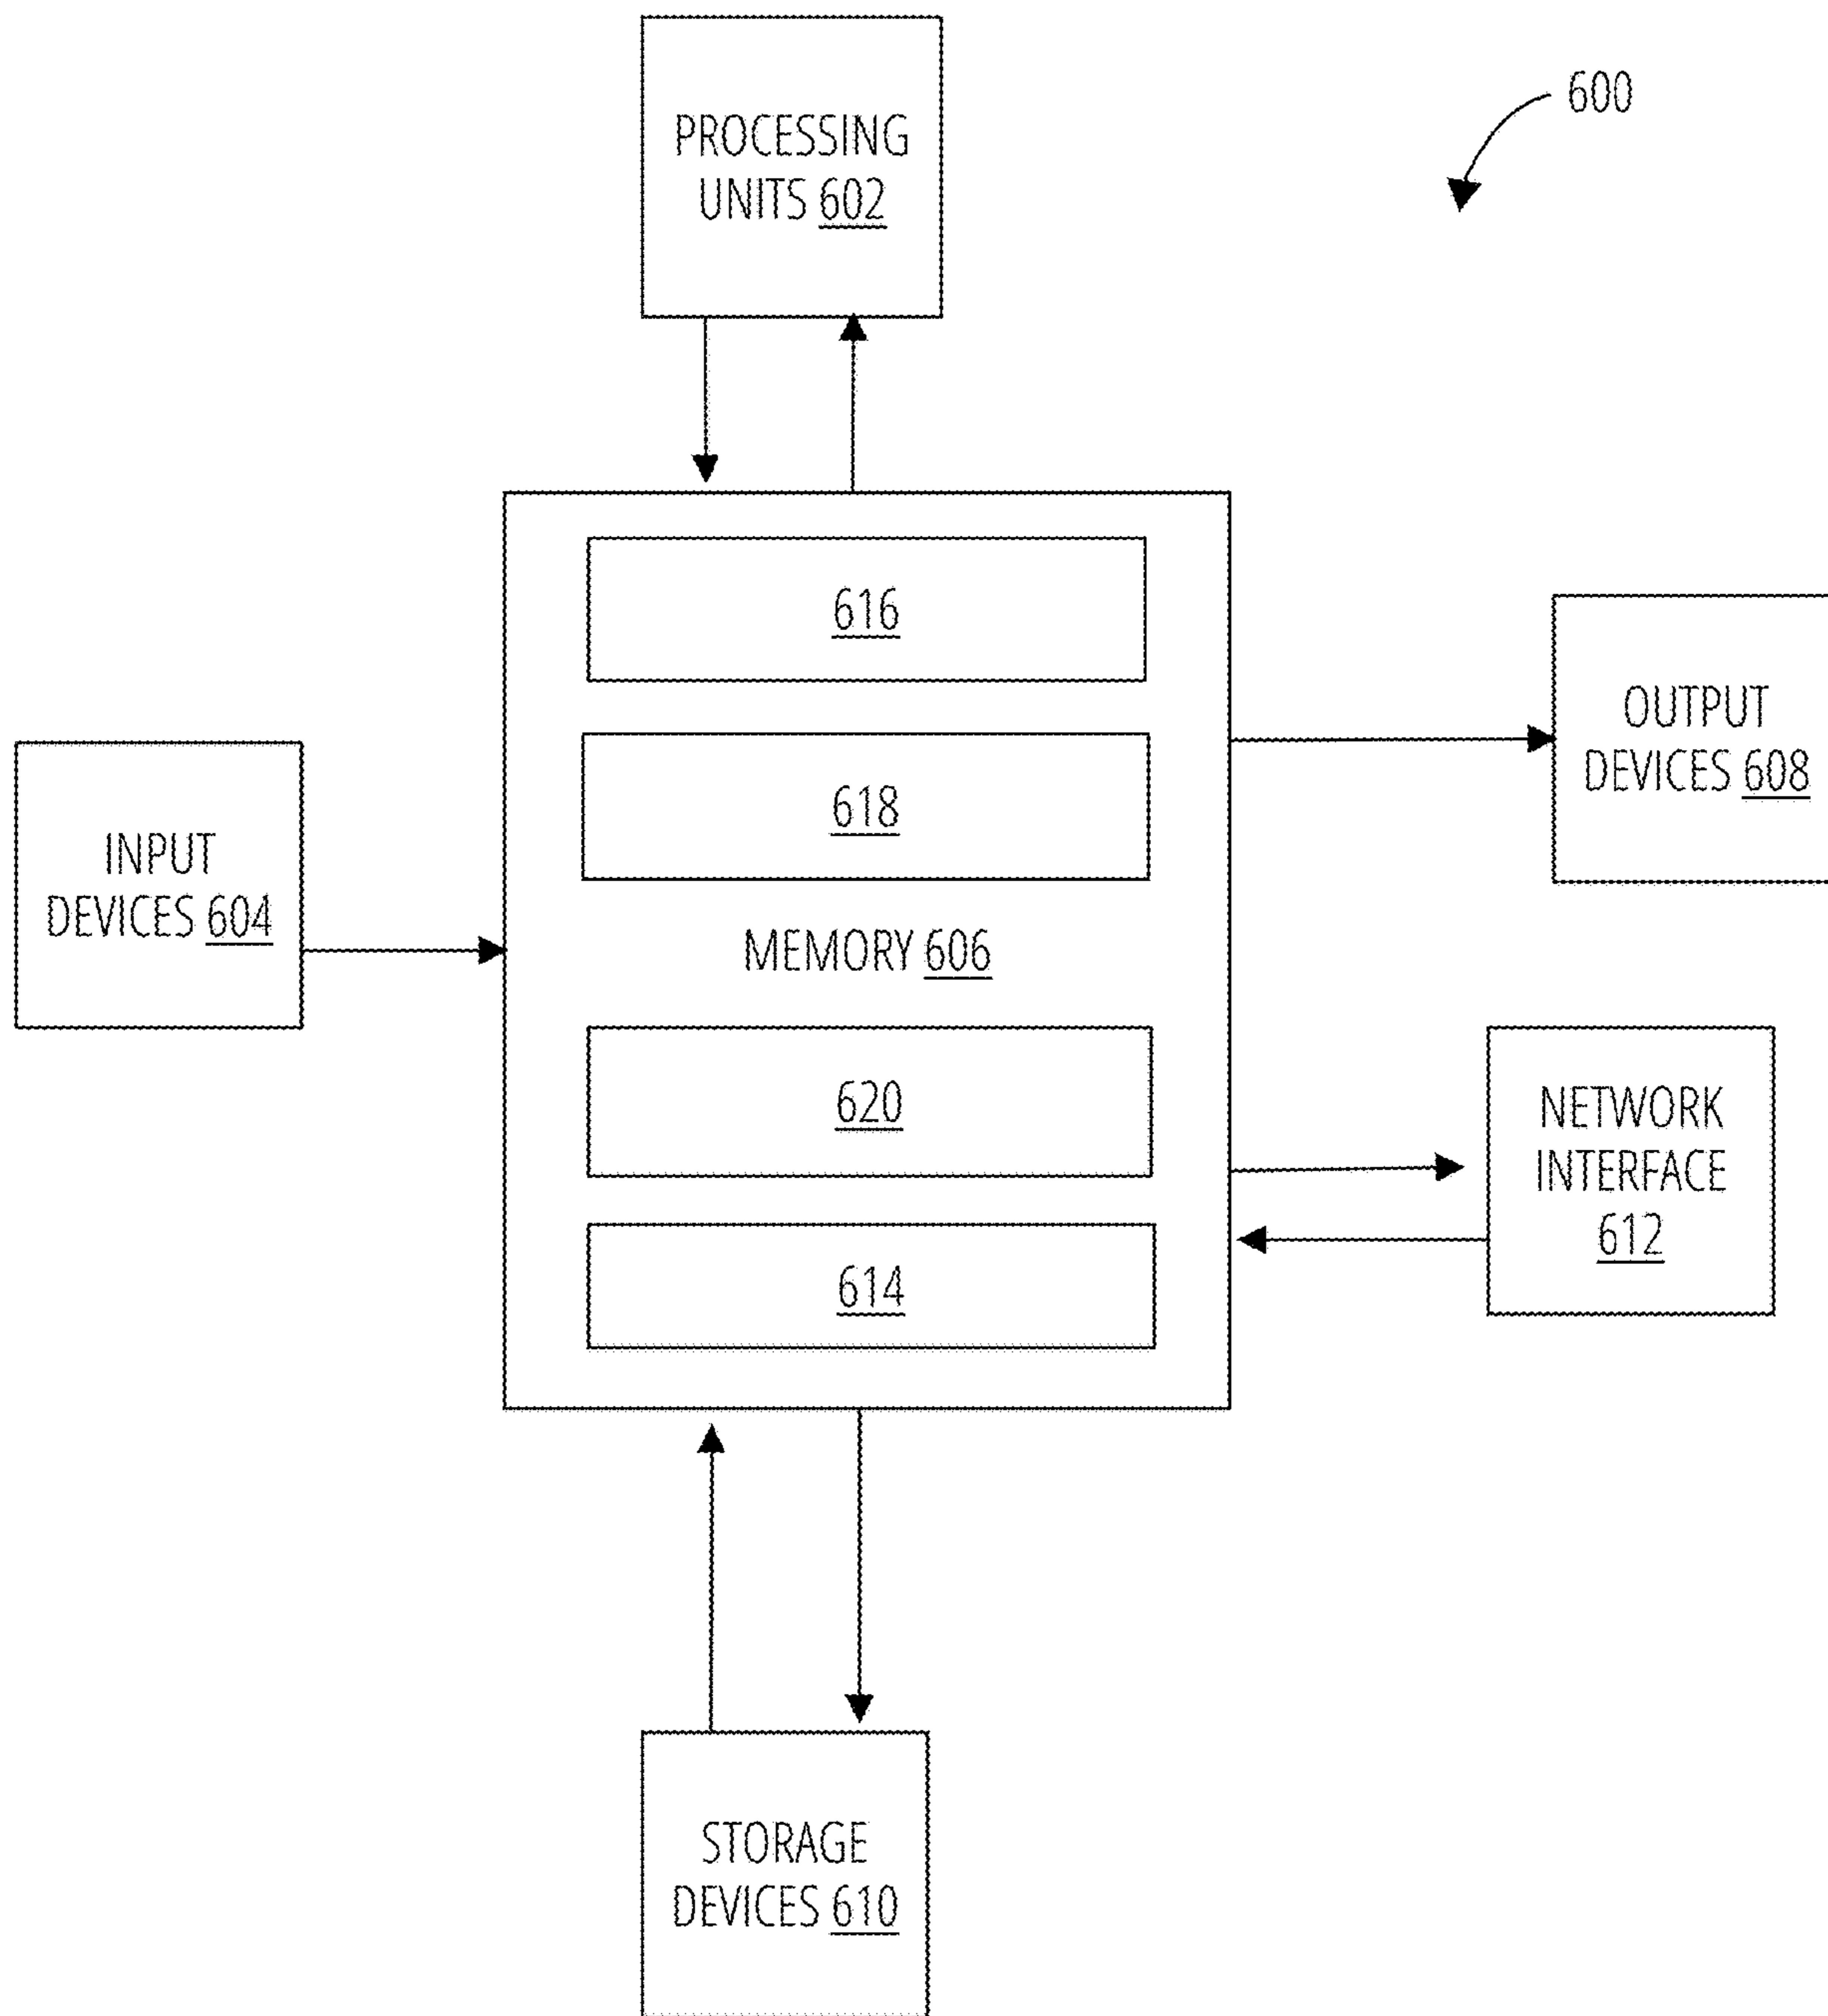 600
PROCESSING
UNITS 602
616
618
MEMORY 606
620
614
INPUT
DEVICES 604
OUTPUT
DEVICES 608
NETWORK
INTERFACE
612
STORAGE
DEVICES 610